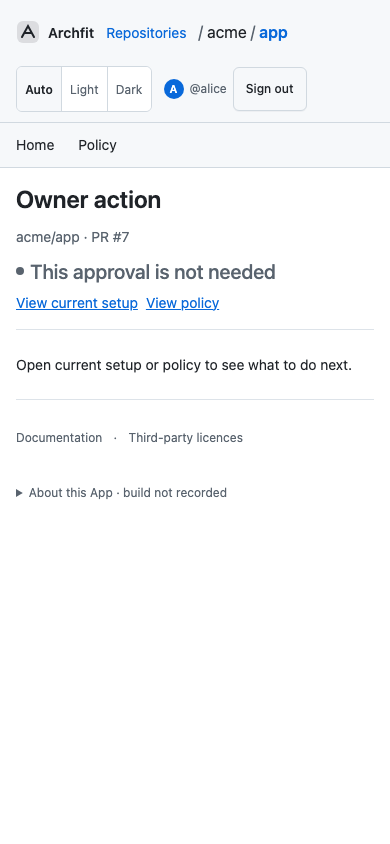 Archfit Repositories / acme / app
Auto Light Dark A @alice Sign out
Home Policy
Owner action
acme/app · PR #7
This approval is not needed
View current setup View policy
Open current setup or policy to see what to do next.
Documentation · Third-party licences
About this App · build not recorded